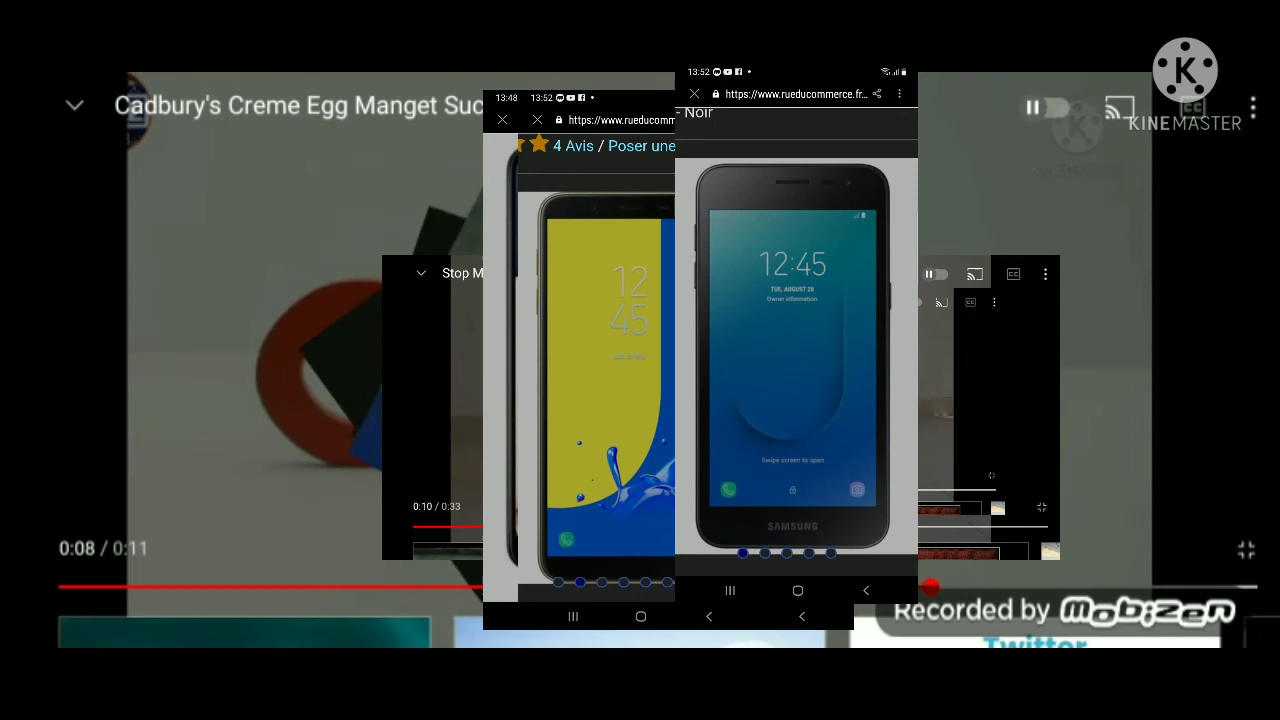 13:52
https://www.rueducommerce.fr...
- Noir
KINEMASTER
13:48
13:52
https://www.rueducomm
Cadbury's Creme Egg Manget Suc
4 Avis / Poser une
12:45
TUE, AUGUST 28
Owner information
Stop M
12
45
Swipe screen to open
0:10 / 0:33
SAMSUNG
0:08 / 0:11
Recorded by mobizen
Twitter